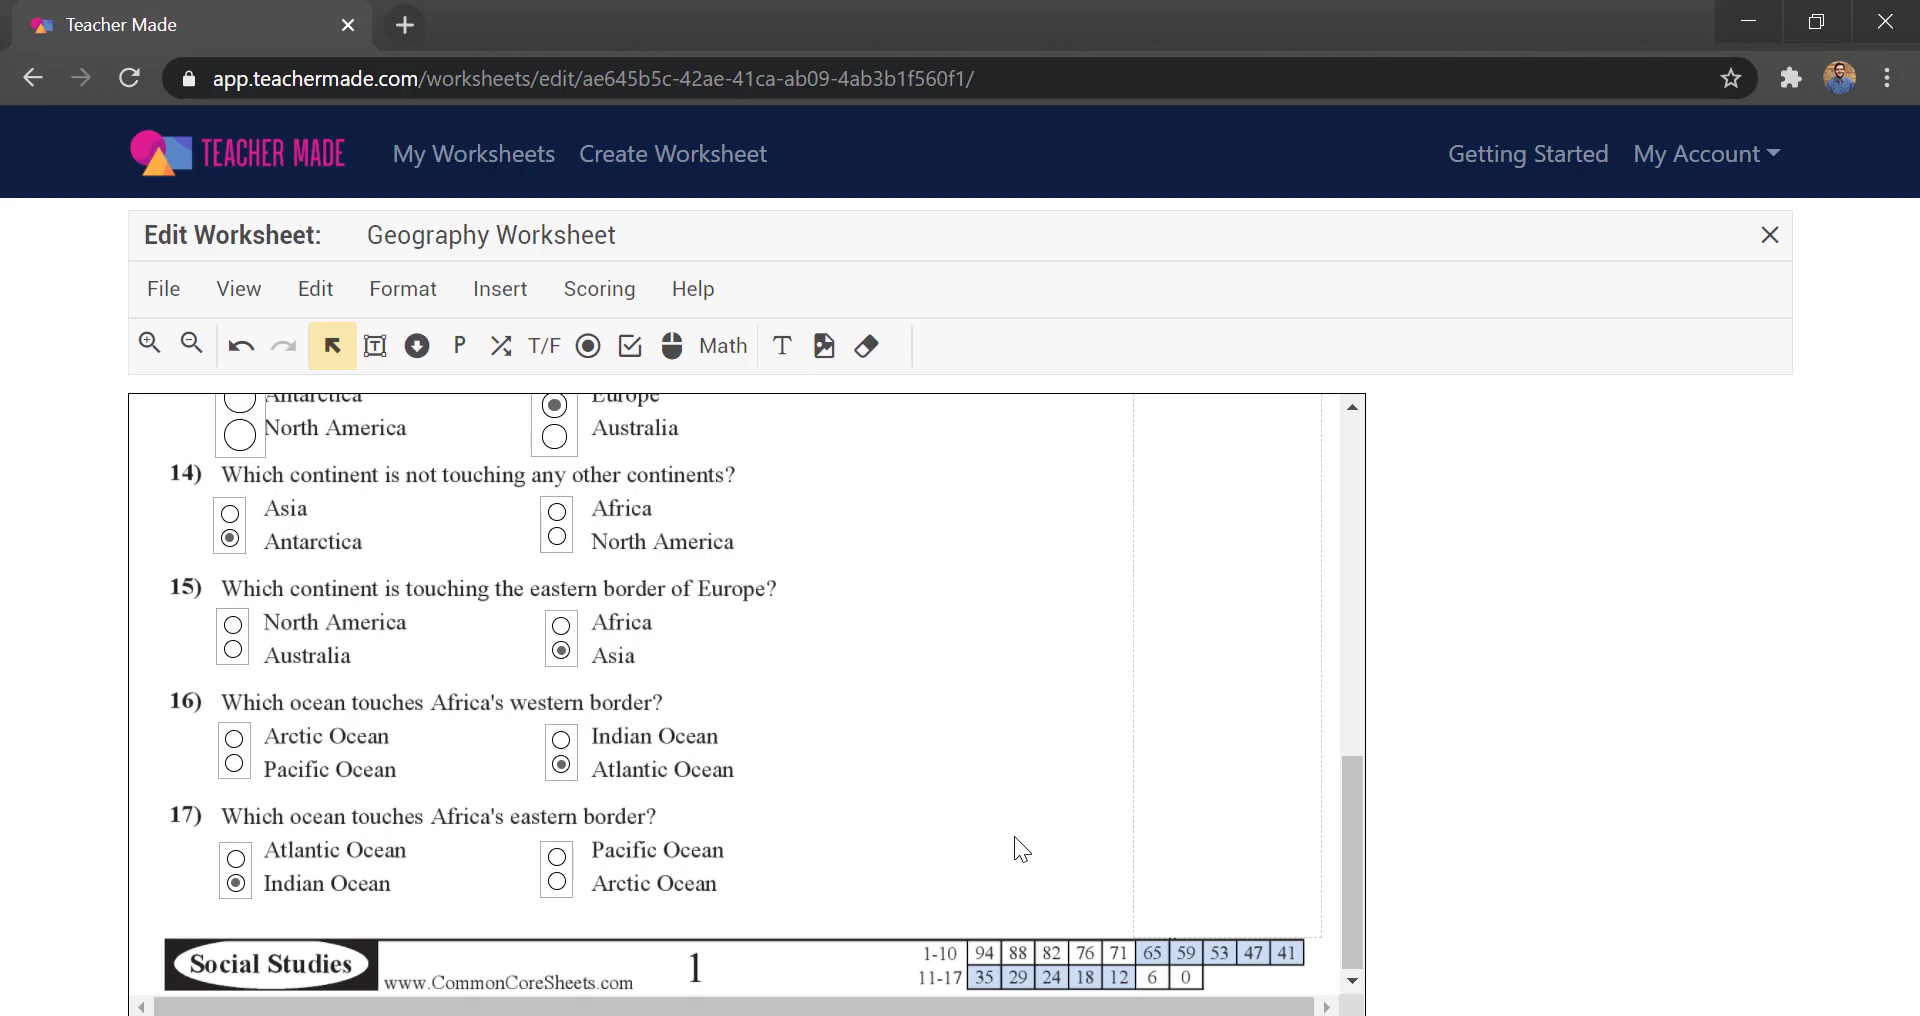 Teacher Made
app.teachermade.com/worksheets/edit/ae645b5c-42ae-41ca-ab09-4ab3b1f560f1/
TEACHER MADE My Worksheets Create Worksheet Getting Started My Account
Edit Worksheet: Geography Worksheet
File View Edit Format Insert Scoring Help
T P T/F Math T
Antarctica Europe
North America Australia
14) Which continent is not touching any other continents?
Asia Africa
Antarctica North America
15) Which continent is touching the eastern border of Europe?
North America Africa
Australia Asia
16) Which ocean touches Africa's western border?
Arctic Ocean Indian Ocean
Pacific Ocean Atlantic Ocean
17) Which ocean touches Africa's eastern border?
Atlantic Ocean Pacific Ocean
Indian Ocean Arctic Ocean
Social Studies www.CommonCoreSheets.com 1
1-10 94 88 82 76 71 65 59 53 47 41
11-17 35 29 24 18 12 6 0